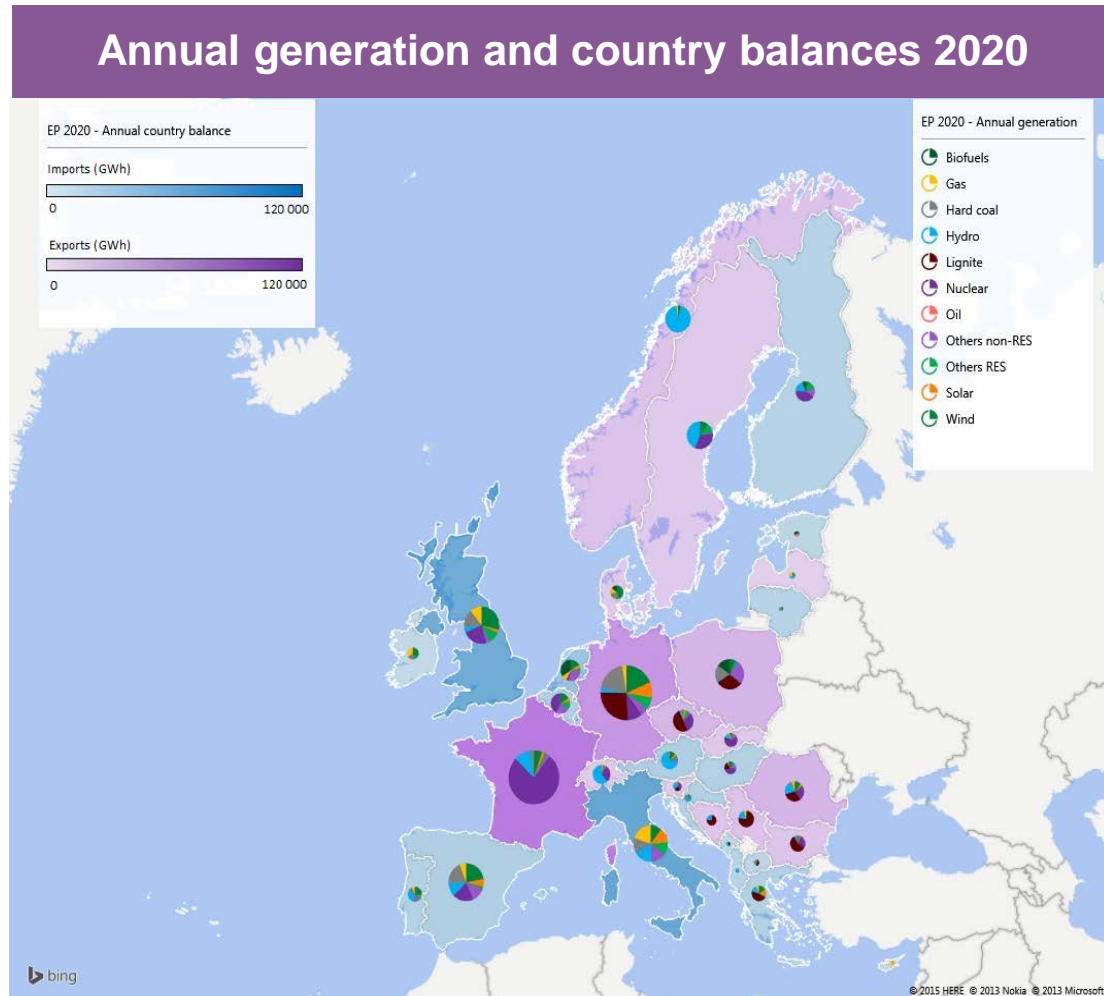 Annual generation and country balances 2020
EP 2020 - Annual country balance
Imports (GWh)
0
120 000
Exports (GWh)
0
120 000
EP 2020 - Annual generation
Biofuels
Gas
Hard coal
Hydro
Lignite
Nuclear
Oil
Others non-RES
Others RES
Solar
Wind
bing
© 2015 HERE © 2013 Nokia © 2013 Microsoft